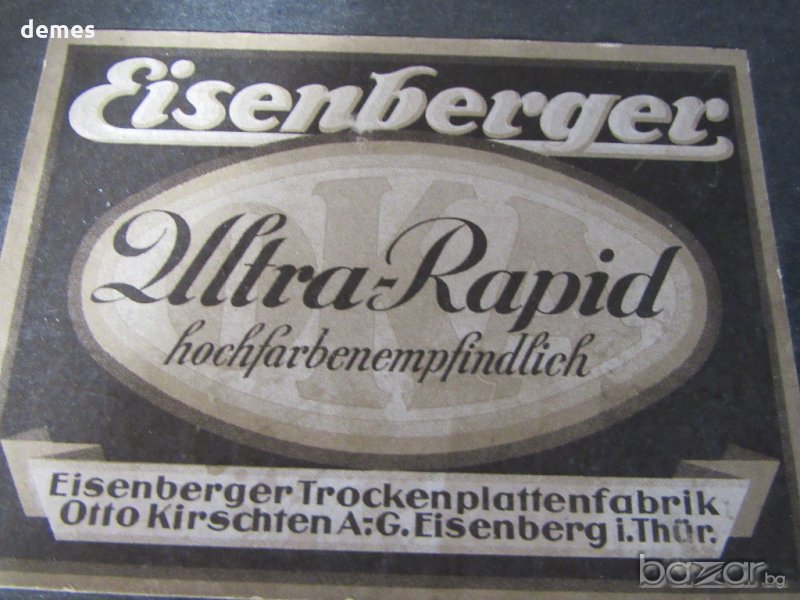 demes
Eisenberger
Ultra-Rapid
hochfarbenempfindlich
Eisenberger Trockenplattenfabrik
Otto Kirschten A.-G. Eisenberg i. Thür.
bazar.bg